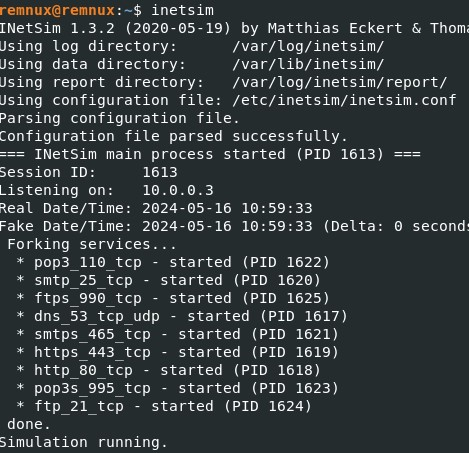 remnux@remnux:~$ inetsim
INetSim 1.3.2 (2020-05-19) by Matthias Eckert &
Using log directory:      /var/log/inetsim/
Using data directory:     /var/lib/inetsim/
Using report directory:   /var/log/inetsim/report/
Using configuration file: /etc/inetsim/inetsim.conf
Parsing configuration file.
Configuration file parsed successfully.
=== INetSim main process started (PID 1613) ===
Session ID:     1613
Listening on:   10.0.0.3
Real Date/Time: 2024-05-16 10:59:33
Fake Date/Time: 2024-05-16 10:59:33 (Delta: 0 seconds
 Forking services...
  * pop3_110_tcp - started (PID 1622)
  * smtp_25_tcp - started (PID 1620)
  * ftps_990_tcp - started (PID 1625)
  * dns_53_tcp_udp - started (PID 1617)
  * smtps_465_tcp - started (PID 1621)
  * https_443_tcp - started (PID 1619)
  * http_80_tcp - started (PID 1618)
  * pop3s_995_tcp - started (PID 1623)
  * ftp_21_tcp - started (PID 1624)
 done.
Simulation running.